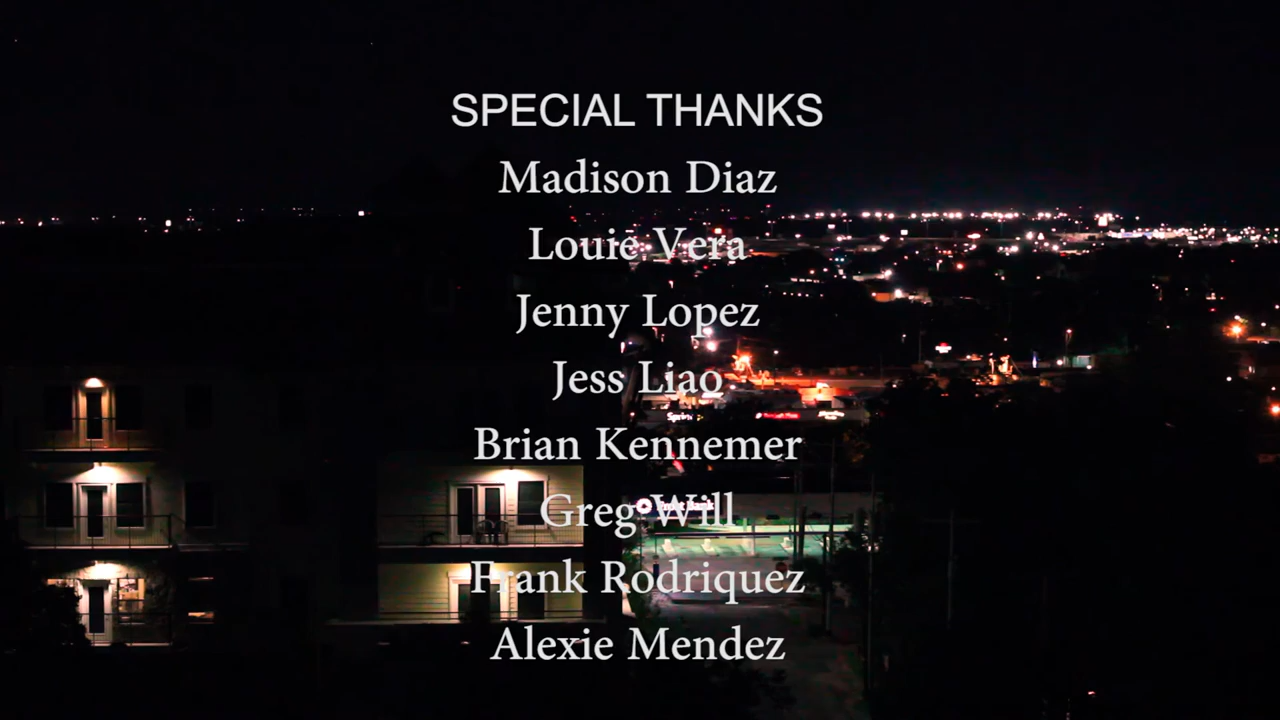 SPECIAL THANKS
Madison Diaz
Louie Vera
Jenny Lopez
Jess Liao
Brian Kennemer
Greg Will
Frank Rodriquez
Alexie Mendez